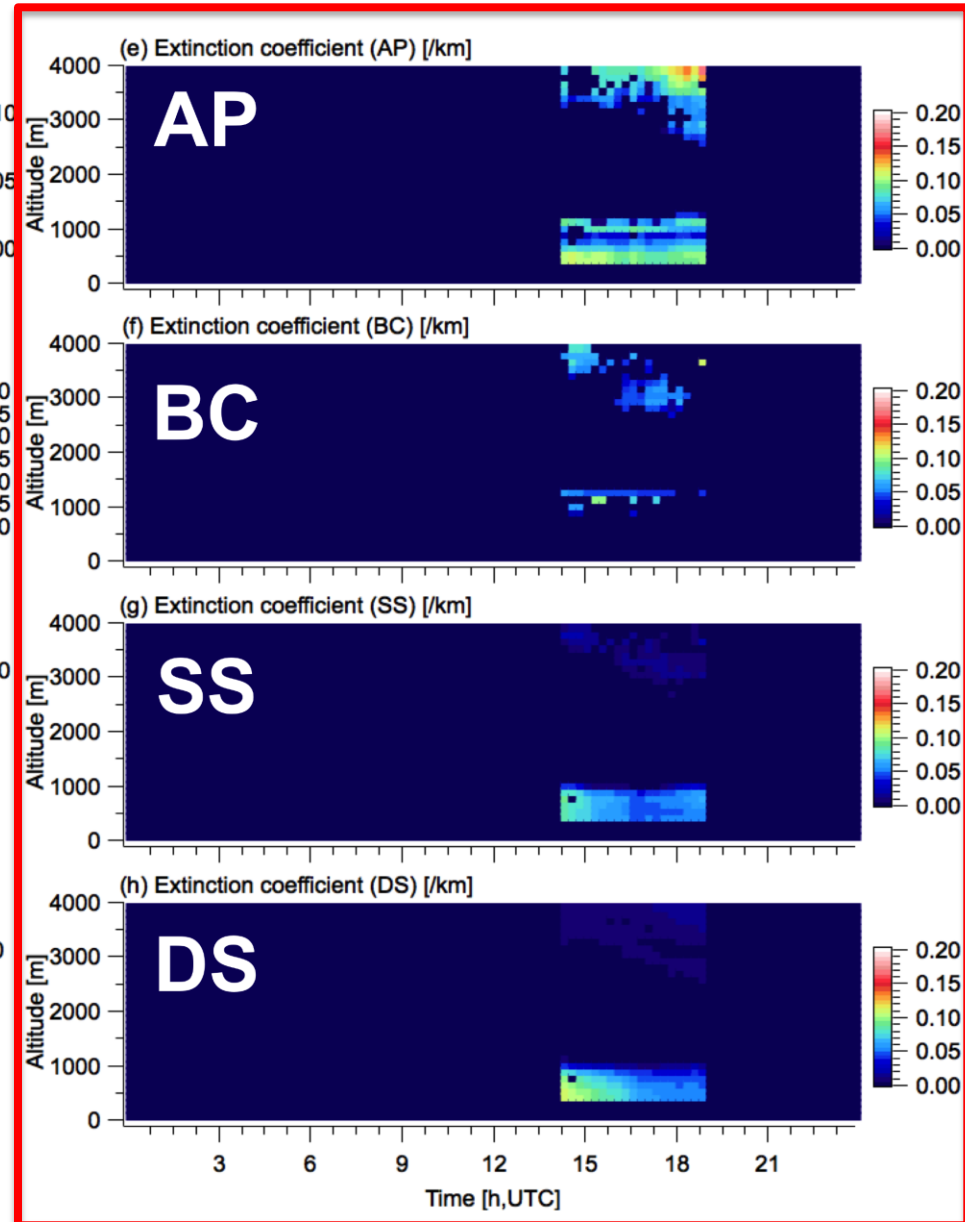 (e) Extinction coefficient (AP) [/km]
AP
Altitude [m]
4000
3000
2000
1000
0
0.20
0.15
0.10
0.05
0.00
(f) Extinction coefficient (BC) [/km]
BC
Altitude [m]
4000
3000
2000
1000
0
0.20
0.15
0.10
0.05
0.00
(g) Extinction coefficient (SS) [/km]
SS
Altitude [m]
4000
3000
2000
1000
0
0.20
0.15
0.10
0.05
0.00
(h) Extinction coefficient (DS) [/km]
DS
Altitude [m]
4000
3000
2000
1000
0
0.20
0.15
0.10
0.05
0.00
3 6 9 12 15 18 21
Time [h,UTC]